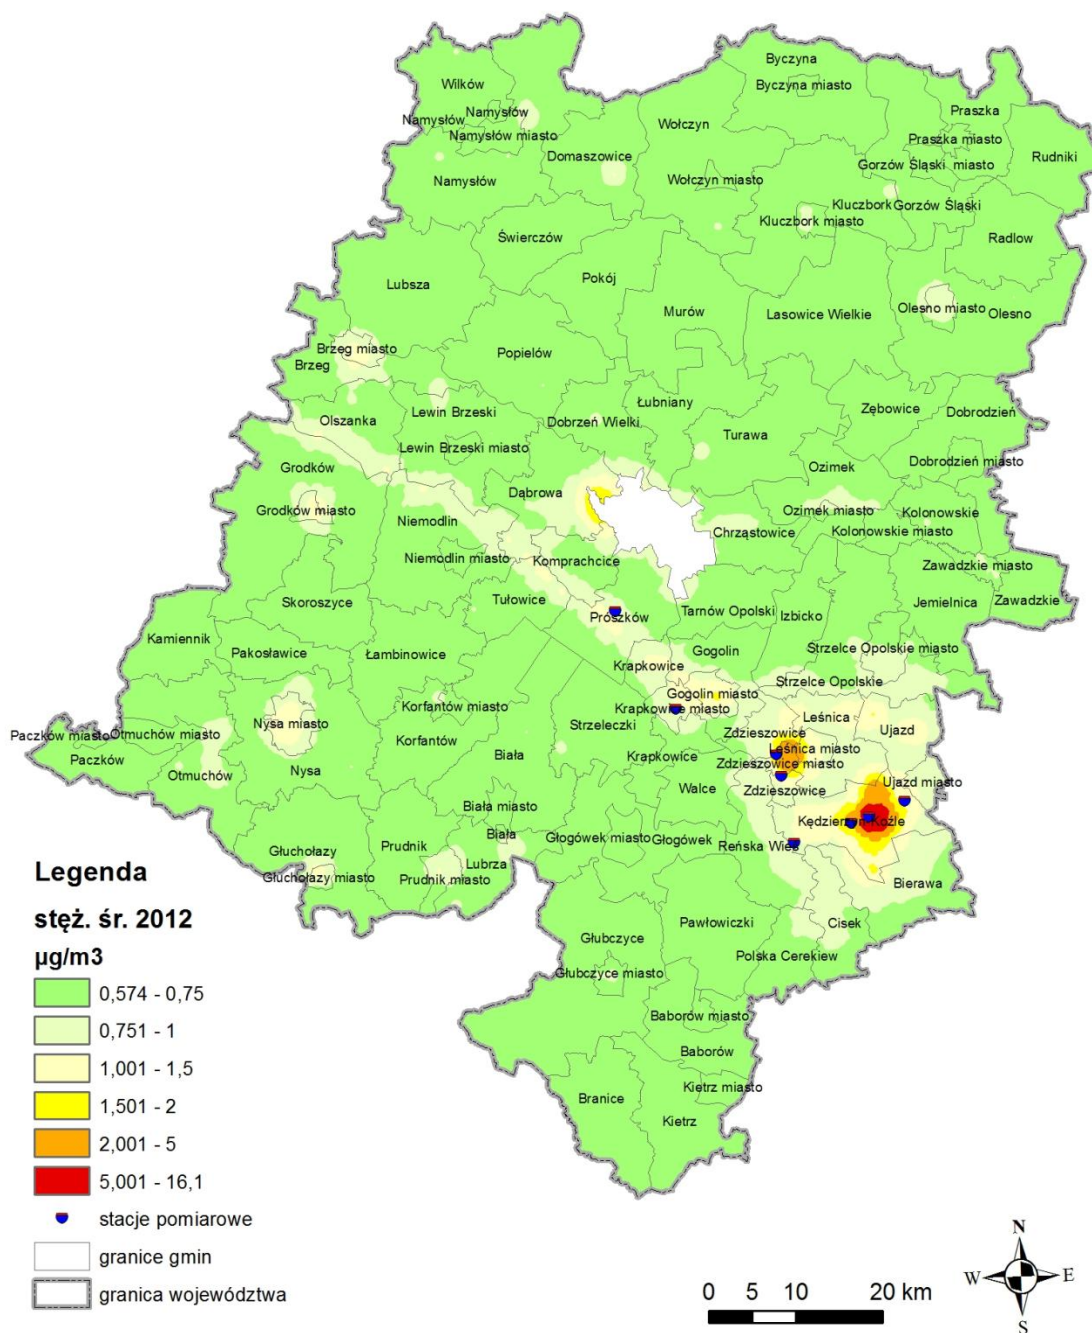 Byczyna
Wilków
Byczyna miasto
Praszka
Namysłów
Namysłów
Wołczyn
Namysłów miasto
Praszka miasto
Domaszowice
Rudniki
Gorzów Śląski miasto
Namysłów
Wołczyn miasto
Kluczbork
Gorzów Śląski
Kluczbork miasto
Świerczów
Radlow
Pokój
Lubsza
Olesno miasto
Murów
Lasowice Wielkie
Olesno
Brzeg miasto
Popielów
Brzeg
Łubniany
Zębowice
Lewin Brzeski
Dobrodzień
Olszanka
Dobrzeń Wielki
Turawa
Lewin Brzeski miasto
Grodków
Ozimek
Dobrodzień miasto
Dąbrowa
Grodków miasto
Ozimek miasto
Kolonowskie
Niemodlin
Chrząstowice
Kolonowskie miasto
Niemodlin miasto
Komprachcice
Zawadzkie miasto
Skoroszyce
Tułowice
Jemielnica
Zawadzkie
Prószków
Tarnów Opolski
Izbicko
Kamiennik
Pakosławice
Łambinowice
Gogolin
Strzelce Opolskie miasto
Krapkowice
Strzelce Opolskie
Gogolin miasto
Korfantów miasto
Krapkowice miasto
Leśnica
Nysa miasto
Strzeleczki
Ujazd
Paczków miasto
Otmuchów miasto
Zdzieszowice
Korfantów
Leśnica miasto
Paczków
Biała
Krapkowice
Zdzieszowice miasto
Otmuchów
Nysa
Ujazd miasto
Walce
Zdzieszowice
Biała miasto
Kędzierzyn-Koźle
Biała
Głogówek miasto
Głogówek
Reńska Wieś
Głuchołazy
Prudnik
Lubrza
Głuchołazy miasto
Prudnik miasto
Bierawa
Pawłowiczki
Cisek
Głubczyce
Polska Cerekiew
Głubczyce miasto
Baborów miasto
Baborów
Kietrz miasto
Branice
Kietrz
Legenda
stęż. śr. 2012
µg/m3
0,574 - 0,75
0,751 - 1
1,001 - 1,5
1,501 - 2
2,001 - 5
5,001 - 16,1
stacje pomiarowe
granice gmin
granica województwa
0 5 10 20 km
N
W
E
S